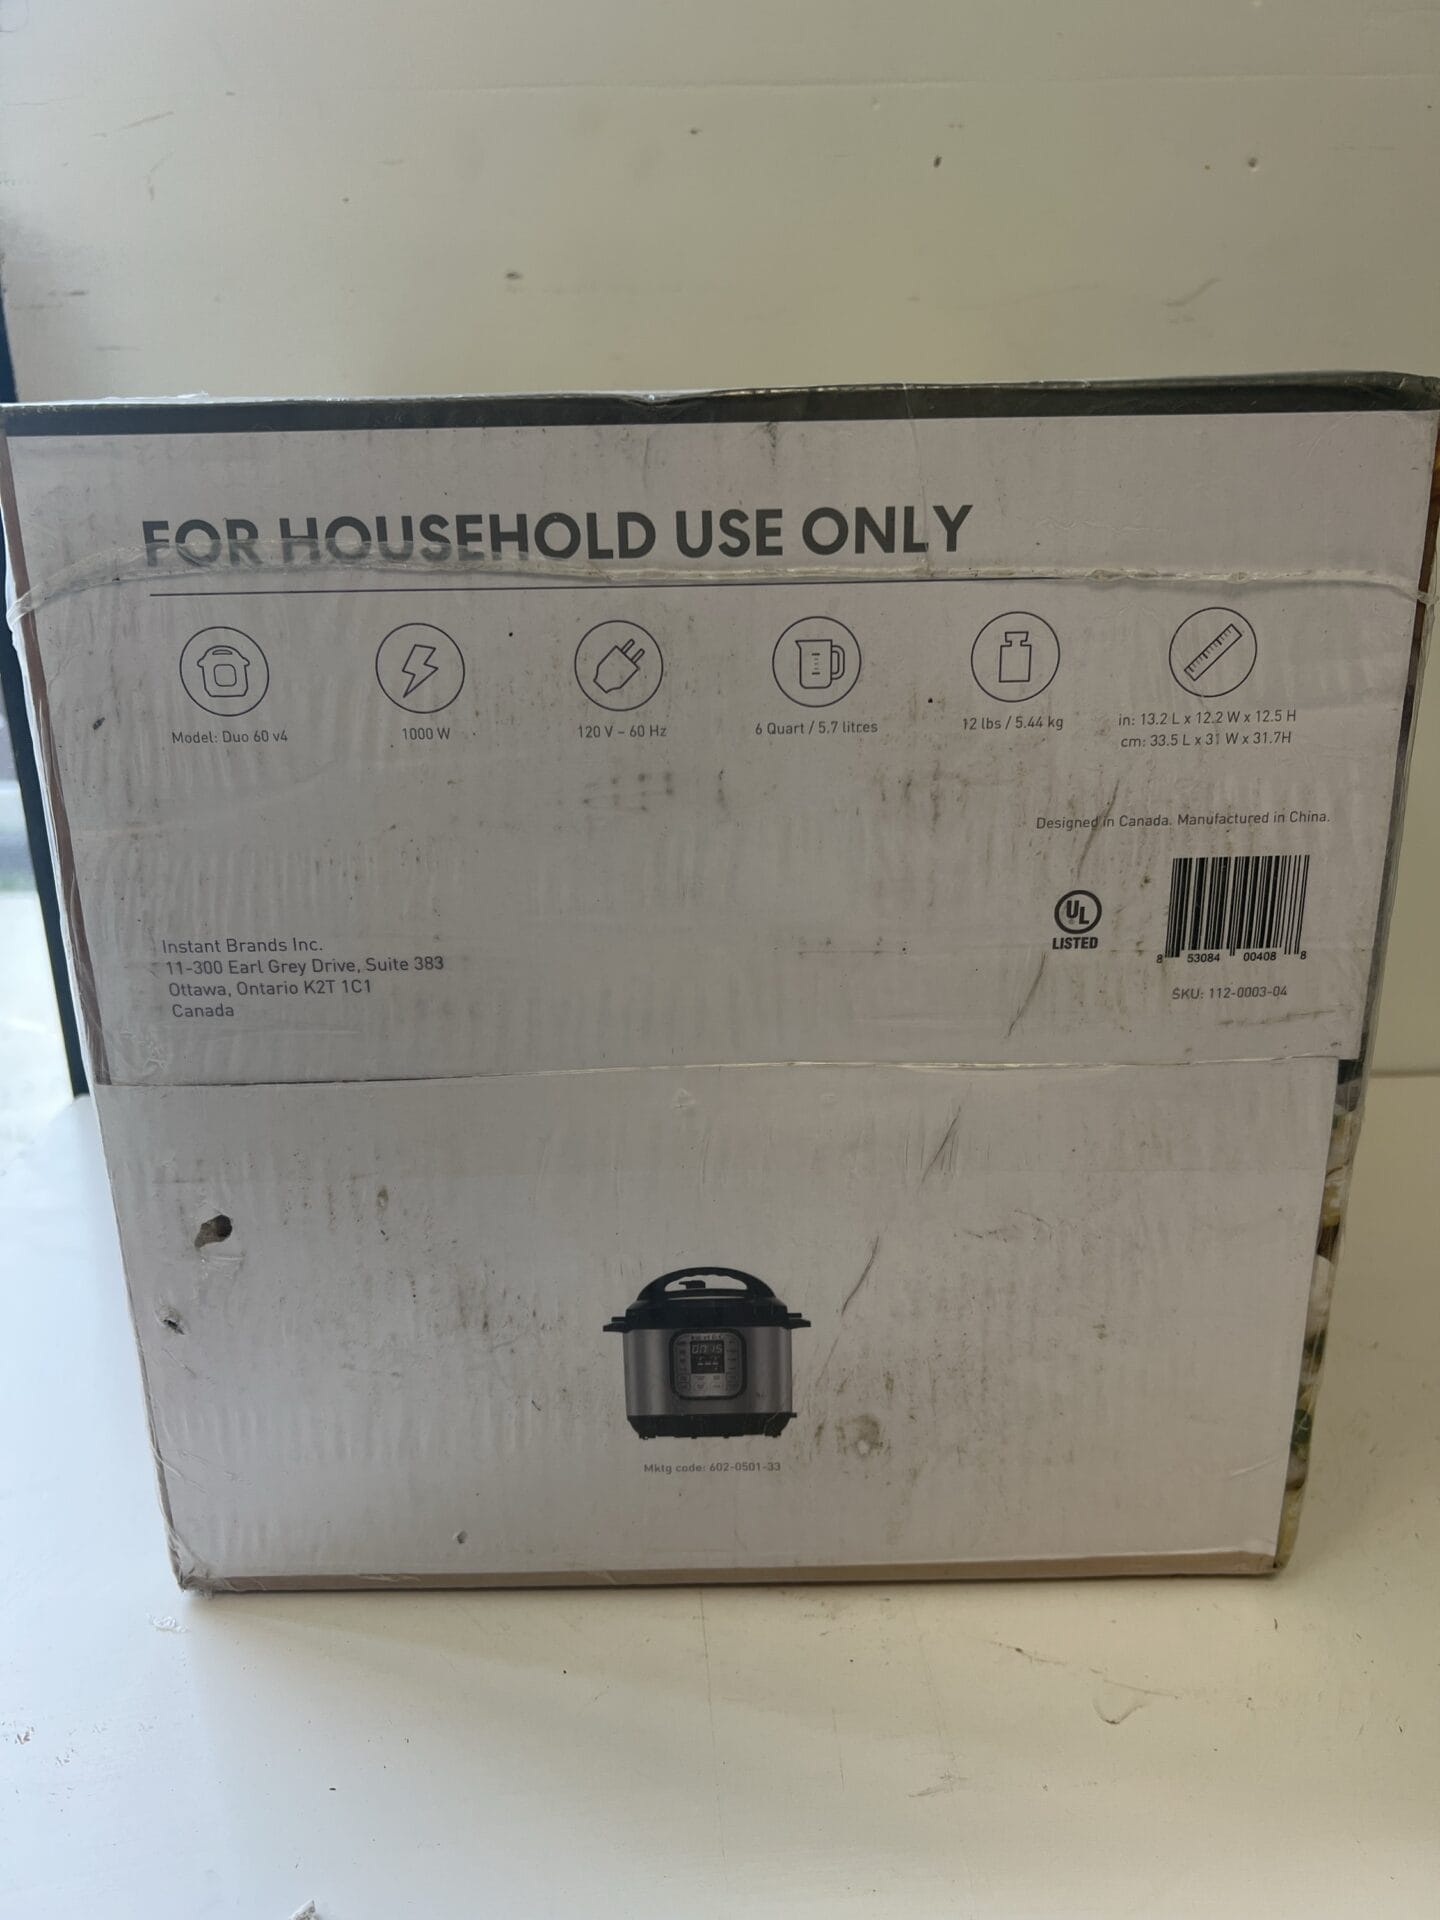 FOR HOUSEHOLD USE ONLY
Model: Duo 60 v4
1000 W
120 V – 60 Hz
6 Quart / 5.7 litres
12 lbs / 5.44 kg
in: 13.2 L x 12.2 W x 12.5 H
cm: 33.5 L x 31 W x 31.7H
Designed in Canada. Manufactured in China.
UL
LISTED
8 53084 00408 8
SKU: 112-0003-04
Instant Brands Inc.
11-300 Earl Grey Drive, Suite 383
Ottawa, Ontario K2T 1C1
Canada
Mktg code: 602-0501-33